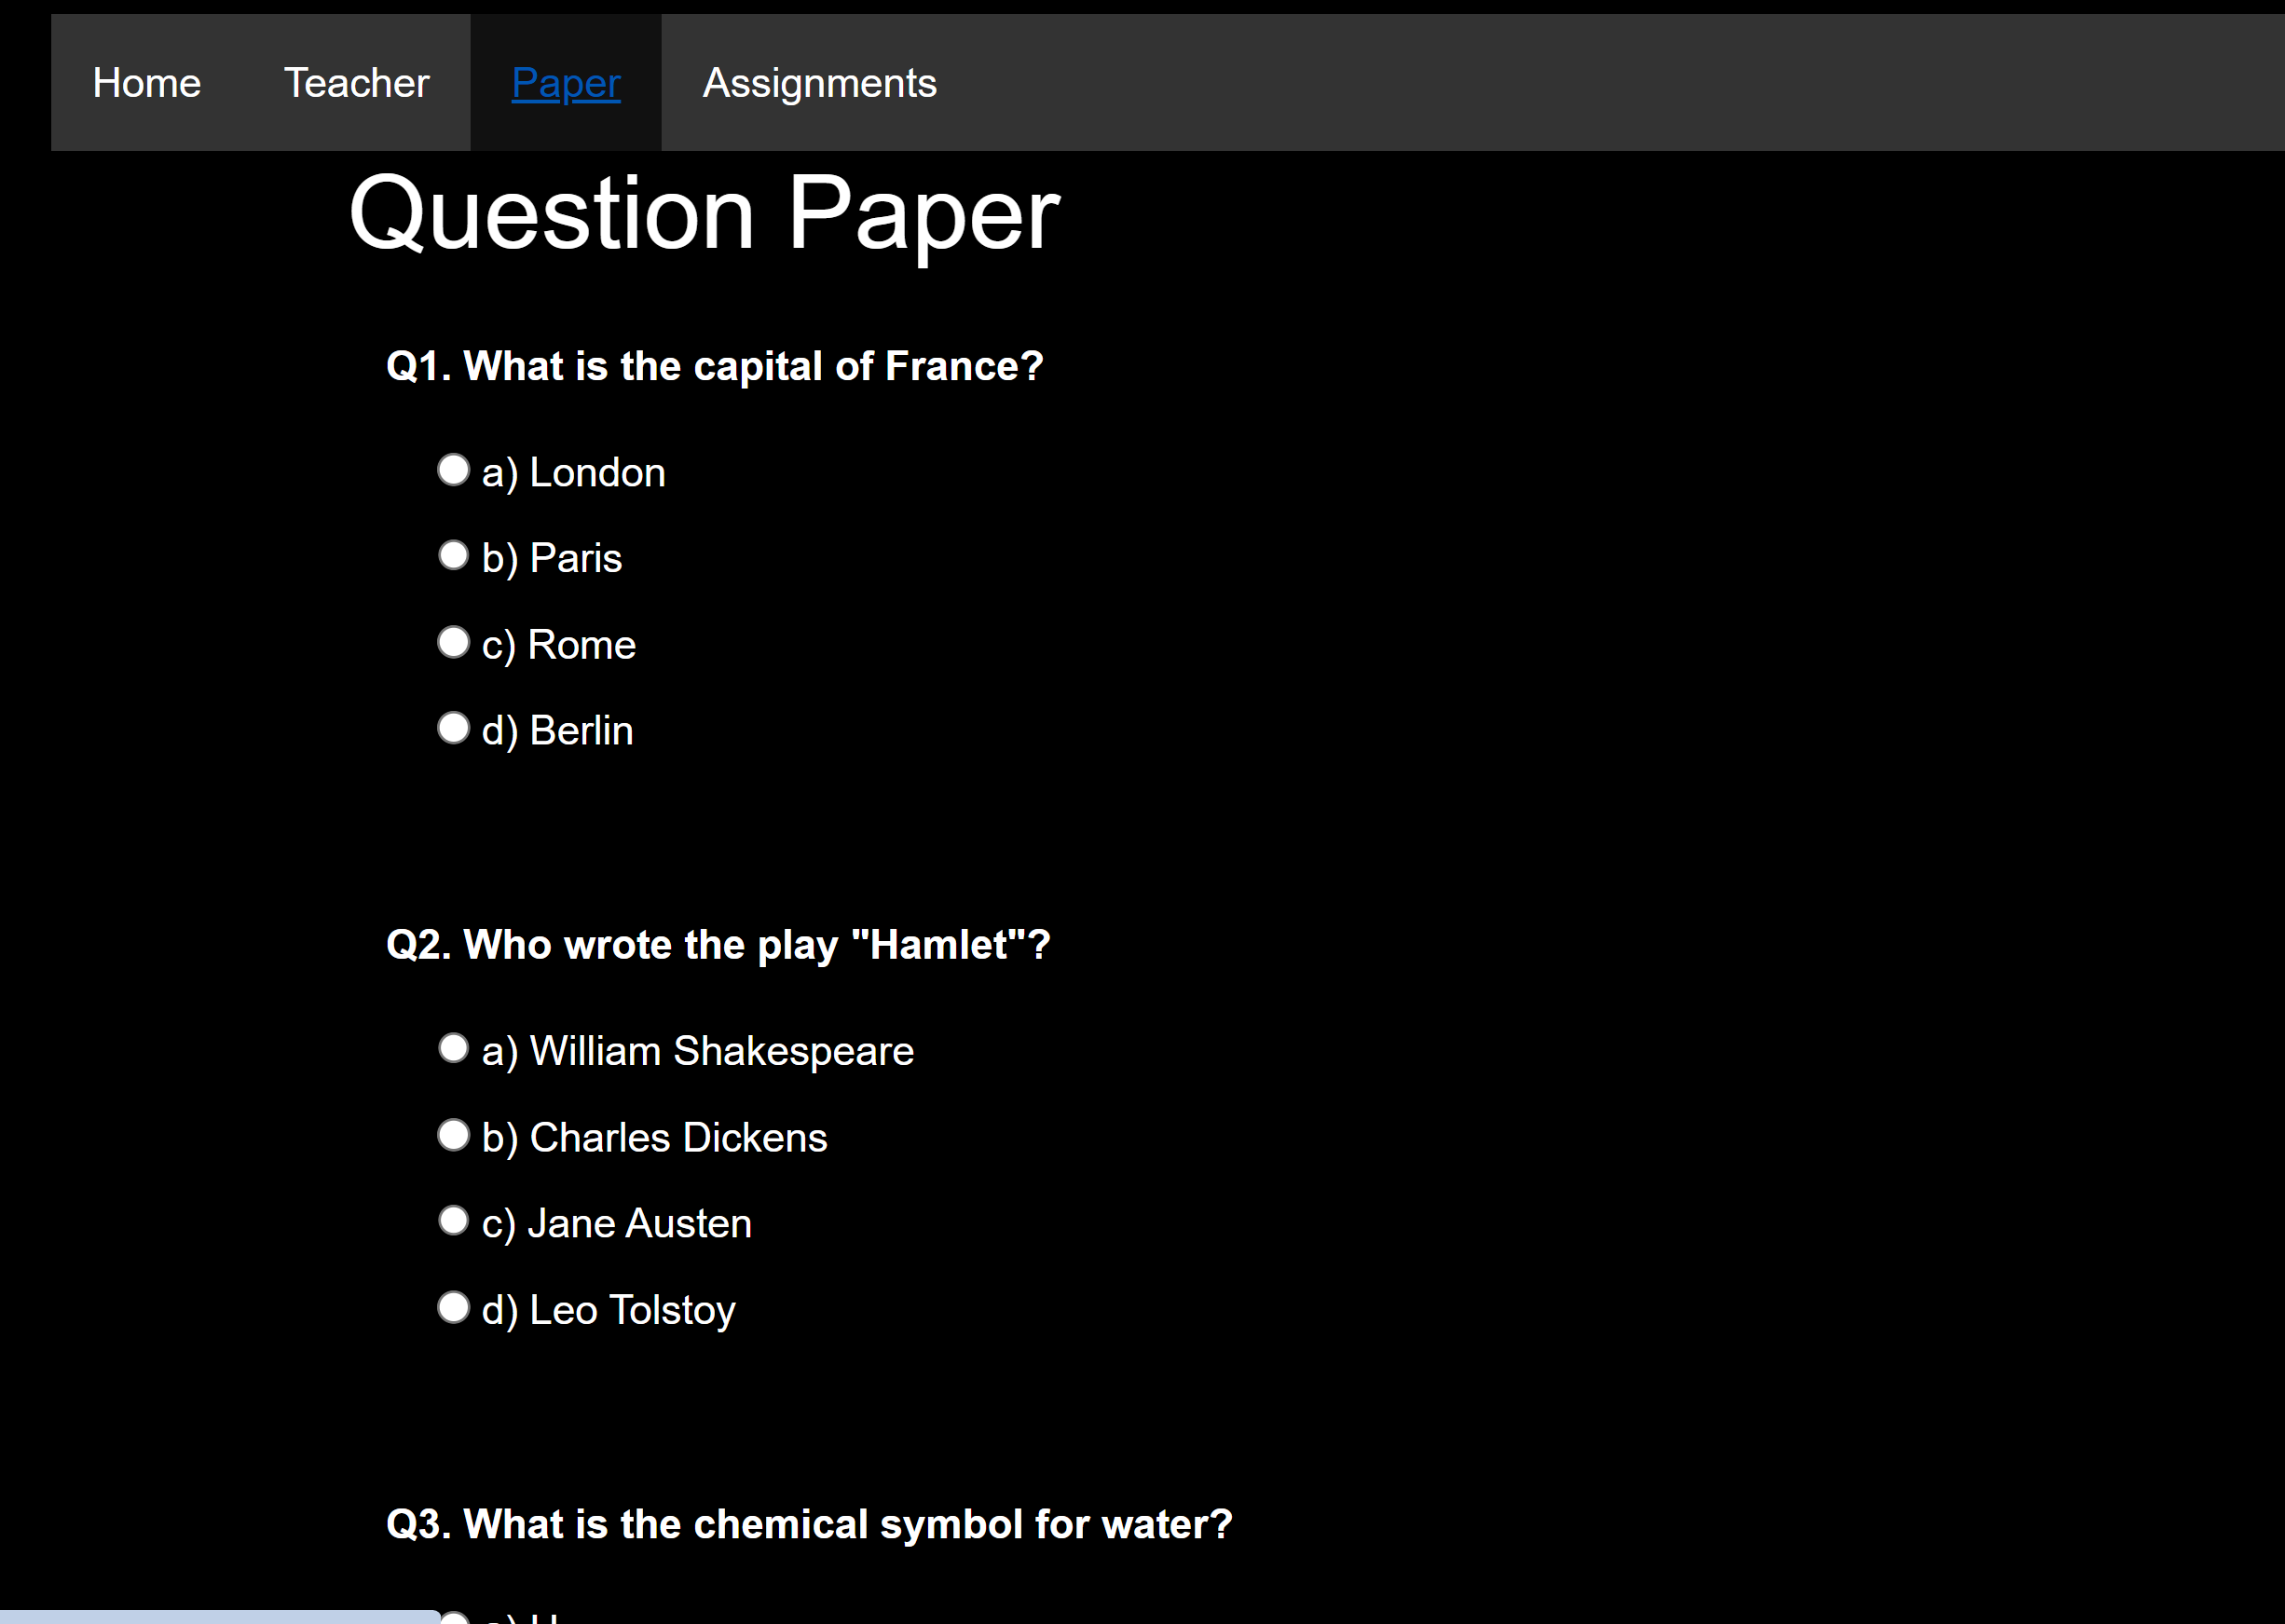 Home Teacher Paper Assignments
Question Paper
Q1. What is the capital of France?
a) London
b) Paris
c) Rome
d) Berlin
Q2. Who wrote the play "Hamlet"?
a) William Shakespeare
b) Charles Dickens
c) Jane Austen
d) Leo Tolstoy
Q3. What is the chemical symbol for water?